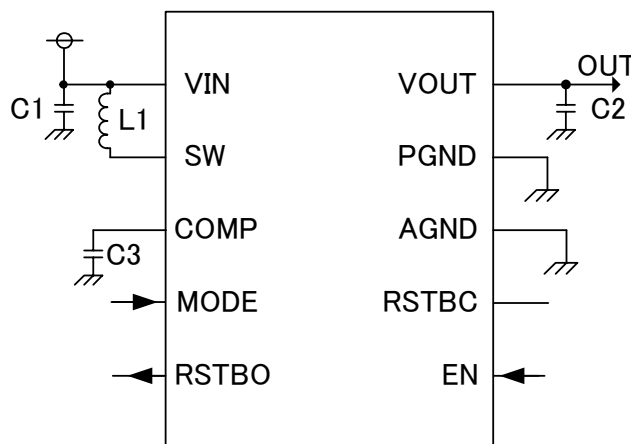 OUT
VIN
VOUT
C1
L1
C2
SW
PGND
COMP
AGND
C3
MODE
RSTBC
RSTBO
EN